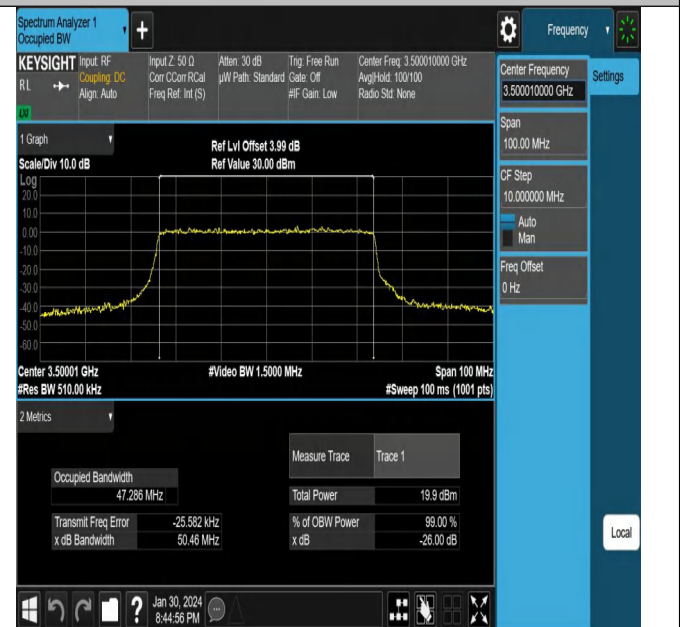 Spectrum Analyzer 1
Occupied BW
Frequency
KEYSIGHT
Input: RF
Input Z: 50 Ω
Atten: 30 dB
Trig: Free Run
Center Freq: 3.500010000 GHz
R L
Coupling: DC
Corr CCorr RCal
µW Path: Standard
Gate: Off
Avg|Hold: 100/100
Align: Auto
Freq Ref: Int (S)
#IF Gain: Low
Radio Std: None
Center Frequency
3.500010000 GHz
Settings
Span
100.00 MHz
CF Step
10.000000 MHz
Auto
Man
Freq Offset
0 Hz
1 Graph
Ref Lvl Offset 3.99 dB
Scale/Div 10.0 dB
Ref Value 30.00 dBm
Log
20.0
10.0
0.00
-10.0
-20.0
-30.0
-40.0
-50.0
-60.0
Center 3.50001 GHz
#Video BW 1.5000 MHz
Span 100 MHz
#Res BW 510.00 kHz
#Sweep 100 ms (1001 pts)
2 Metrics
Measure Trace
Trace 1
Occupied Bandwidth
47.286 MHz
Total Power
19.9 dBm
Transmit Freq Error
-25.582 kHz
% of OBW Power
99.00 %
x dB Bandwidth
50.46 MHz
x dB
-26.00 dB
Local
Jan 30, 2024
8:44:56 PM